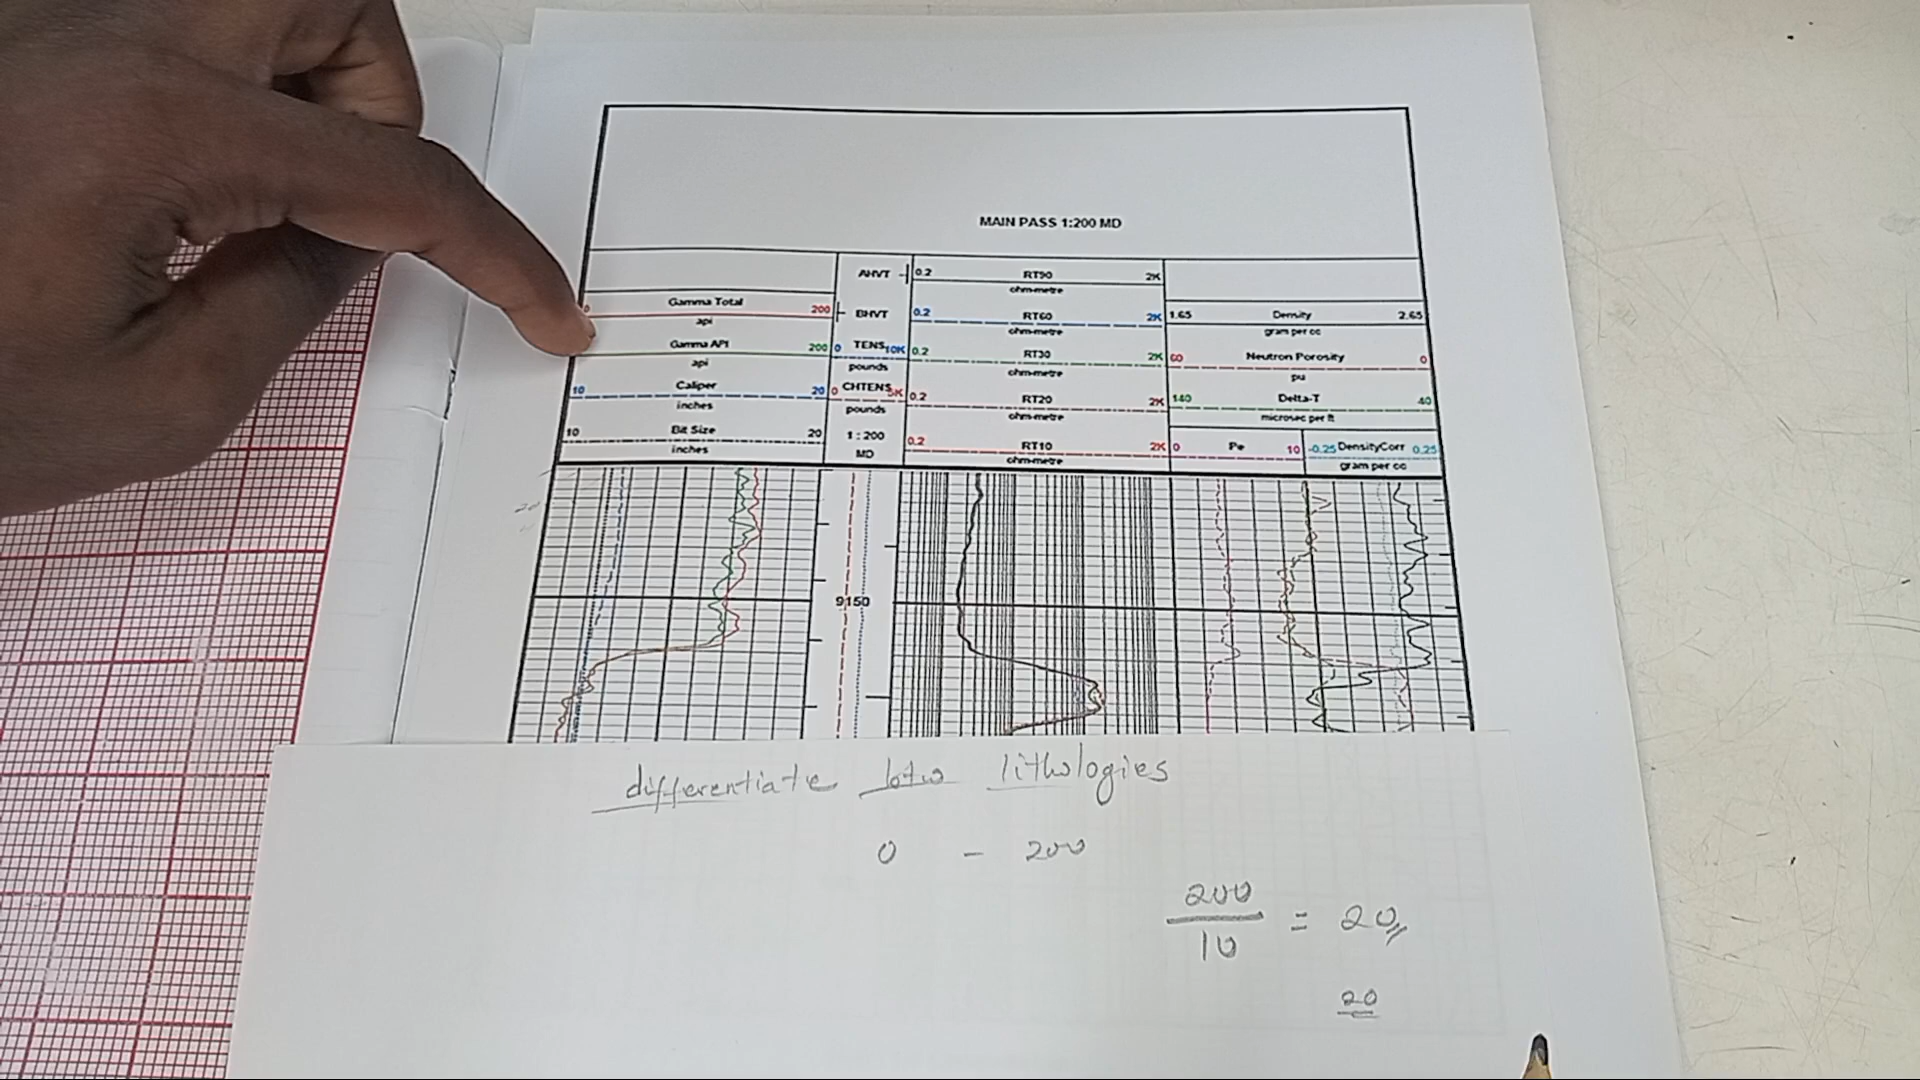 MAIN PASS 1:200 MD
AHVT 0.2 RT90 2K
ohm-metre
0 Gamma Total 200
api
BHVT 0.2 RT60 2K
ohm-metre
1.65 Density 2.65
gram per cc
Gamma API 200
api
0 TENS 10K
pounds
0.2 RT30 2K
ohm-metre
60 Neutron Porosity 0
pu
10 Caliper 20
inches
0 CHTENS 5K
pounds
0.2 RT20 2K
ohm-metre
140 Delta-T 40
microsec per ft
10 Bit Size 20
inches
1 : 200
MD
0.2 RT10 2K
ohm-metre
0 Pe 10
-0.25 DensityCorr 0.25
gram per cc
9150
differentiate btw lithologies
0 - 200
200
10
= 20
20